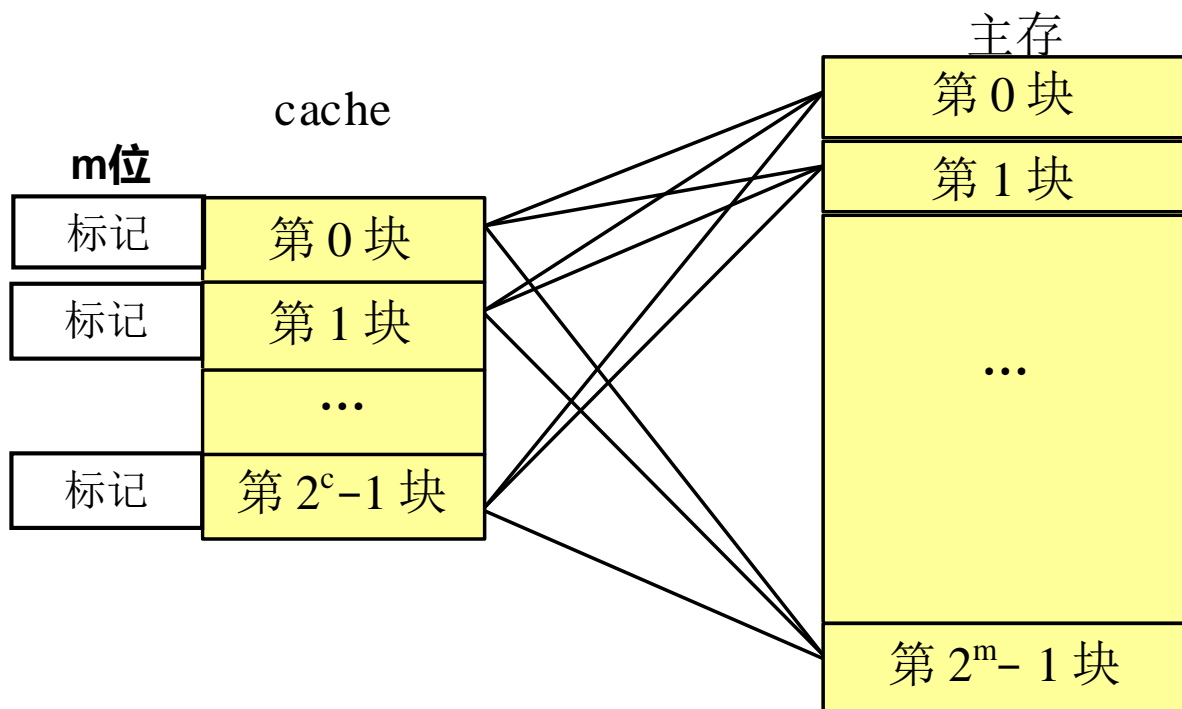 主存
cache
m位
标记
第 0 块
标记
第 1 块
...
标记
第 2ᶜ-1 块
第 0 块
第 1 块
...
第 2ᵐ- 1 块